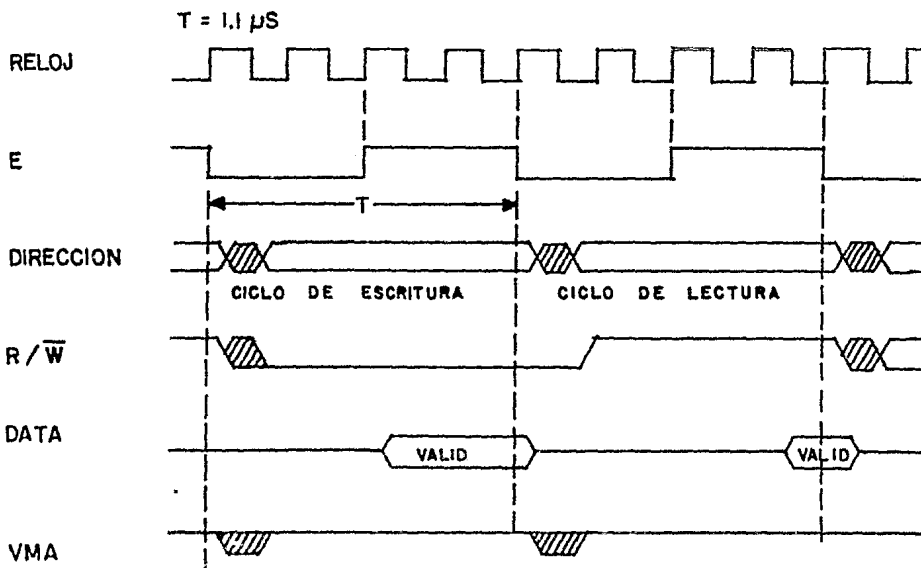 T = 1.1 µS
RELOJ
E
T
DIRECCION
CICLO DE ESCRITURA CICLO DE LECTURA
R/W̅
DATA
VALID VALID
VMA